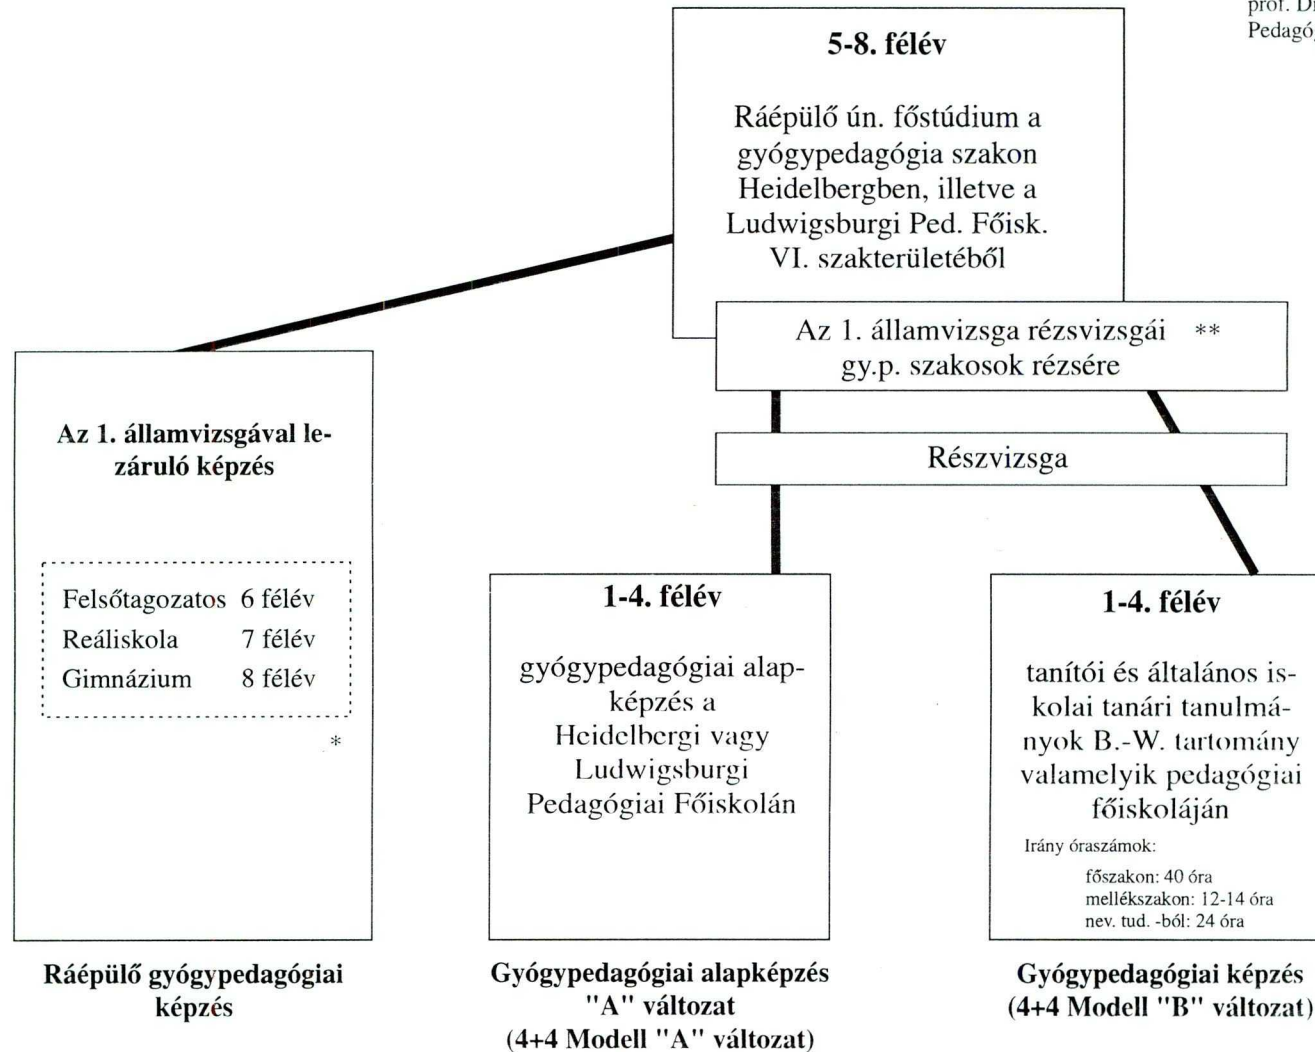 prof. D
Pedagó
5-8. félév
Ráépülő ún. főstúdium a
gyógypedagógia szakon
Heidelbergben, illetve a
Ludwigsburgi Ped. Főisk.
VI. szakterületéből
Az 1. államvizsga rézsvizsgái **
gy.p. szakosok rézsére
Részvizsga
Az 1. államvizsgával le-
záruló képzés
Felsőtagozatos 6 félév
Reáliskola 7 félév
Gimnázium 8 félév
*
Ráépülő gyógypedagógiai
képzés
1-4. félév
gyógypedagógiai alap-
képzés a
Heidelbergi vagy
Ludwigsburgi
Pedagógiai Főiskolán
Gyógypedagógiai alapképzés
"A" változat
(4+4 Modell "A" változat)
1-4. félév
tanítói és általános is-
kolai tanári tanulmá-
nyok B.-W. tartomány
valamelyik pedagógiai
főiskoláján
Irány óraszámok:
főszakon: 40 óra
mellékszakon: 12-14 óra
nev. tud. -ból: 24 óra
Gyógypedagógiai képzés
(4+4 Modell "B" változat)